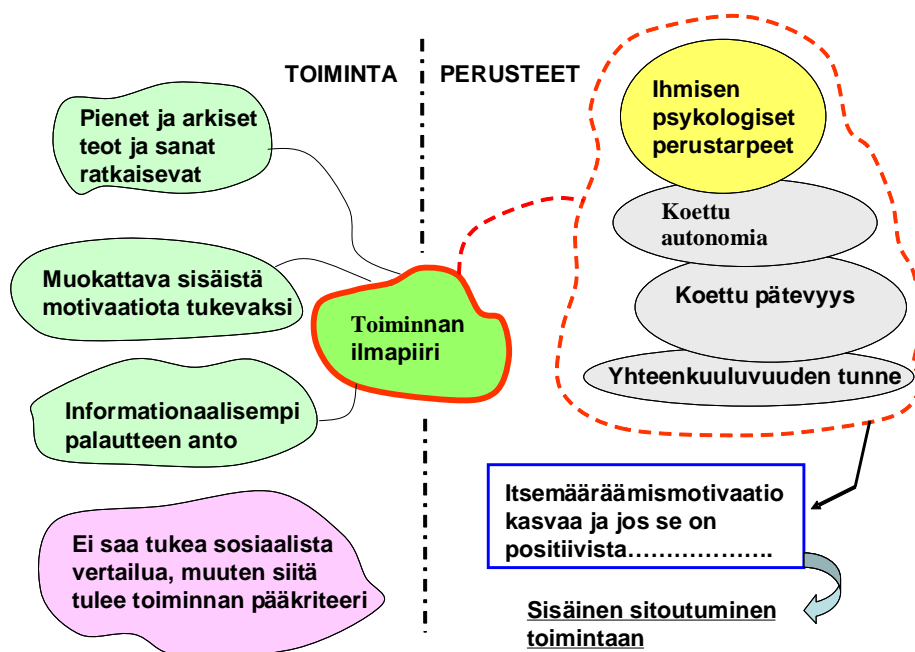 TOIMINTA
PERUSTEET
Pienet ja arkiset
teot ja sanat
ratkaisevat
Muokattava sisäistä
motivaatiota tukevaksi
Informationaalisempi
palautteen anto
Ei saa tukea sosiaalista
vertailua, muuten siitä
tulee toiminnan pääkriteeri
Toiminnan
ilmapiiri
Ihmisen
psykologiset
perustarpeet
Koettu
autonomia
Koettu pätevyys
Yhteenkuuluvuuden tunne
Itsemääräämismotivaatio
kasvaa ja jos se on
positiivista………………..
Sisäinen sitoutuminen
toimintaan